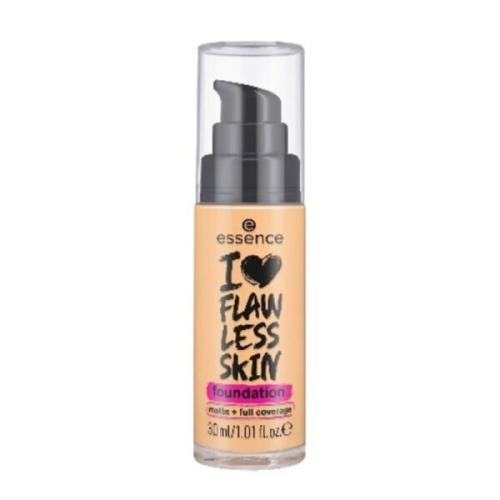 essence
I ♥
FLAW
LESS
SKIN
foundation
matte + full coverage
30 ml/1.01 fl.oz.℮